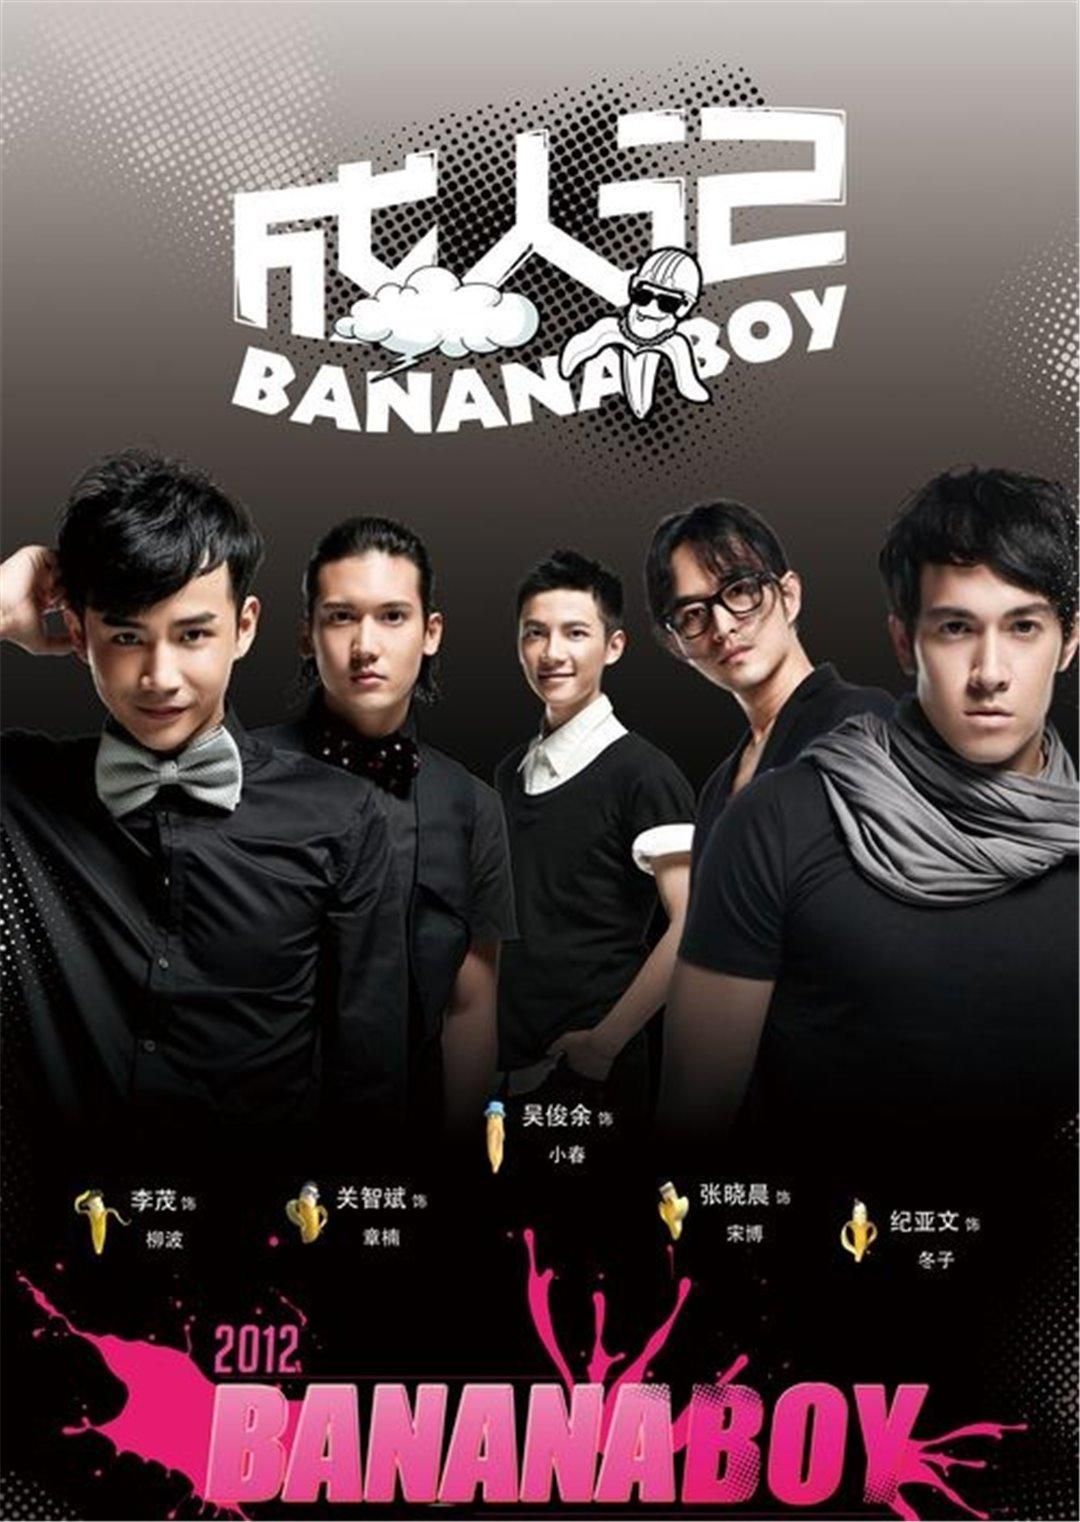 成人记
BANANA BOY
吴俊余 饰
小春
李茂 饰
柳波
关智斌 饰
章楠
张晓晨 饰
宋博
纪亚文 饰
冬子
2012
BANANABOY